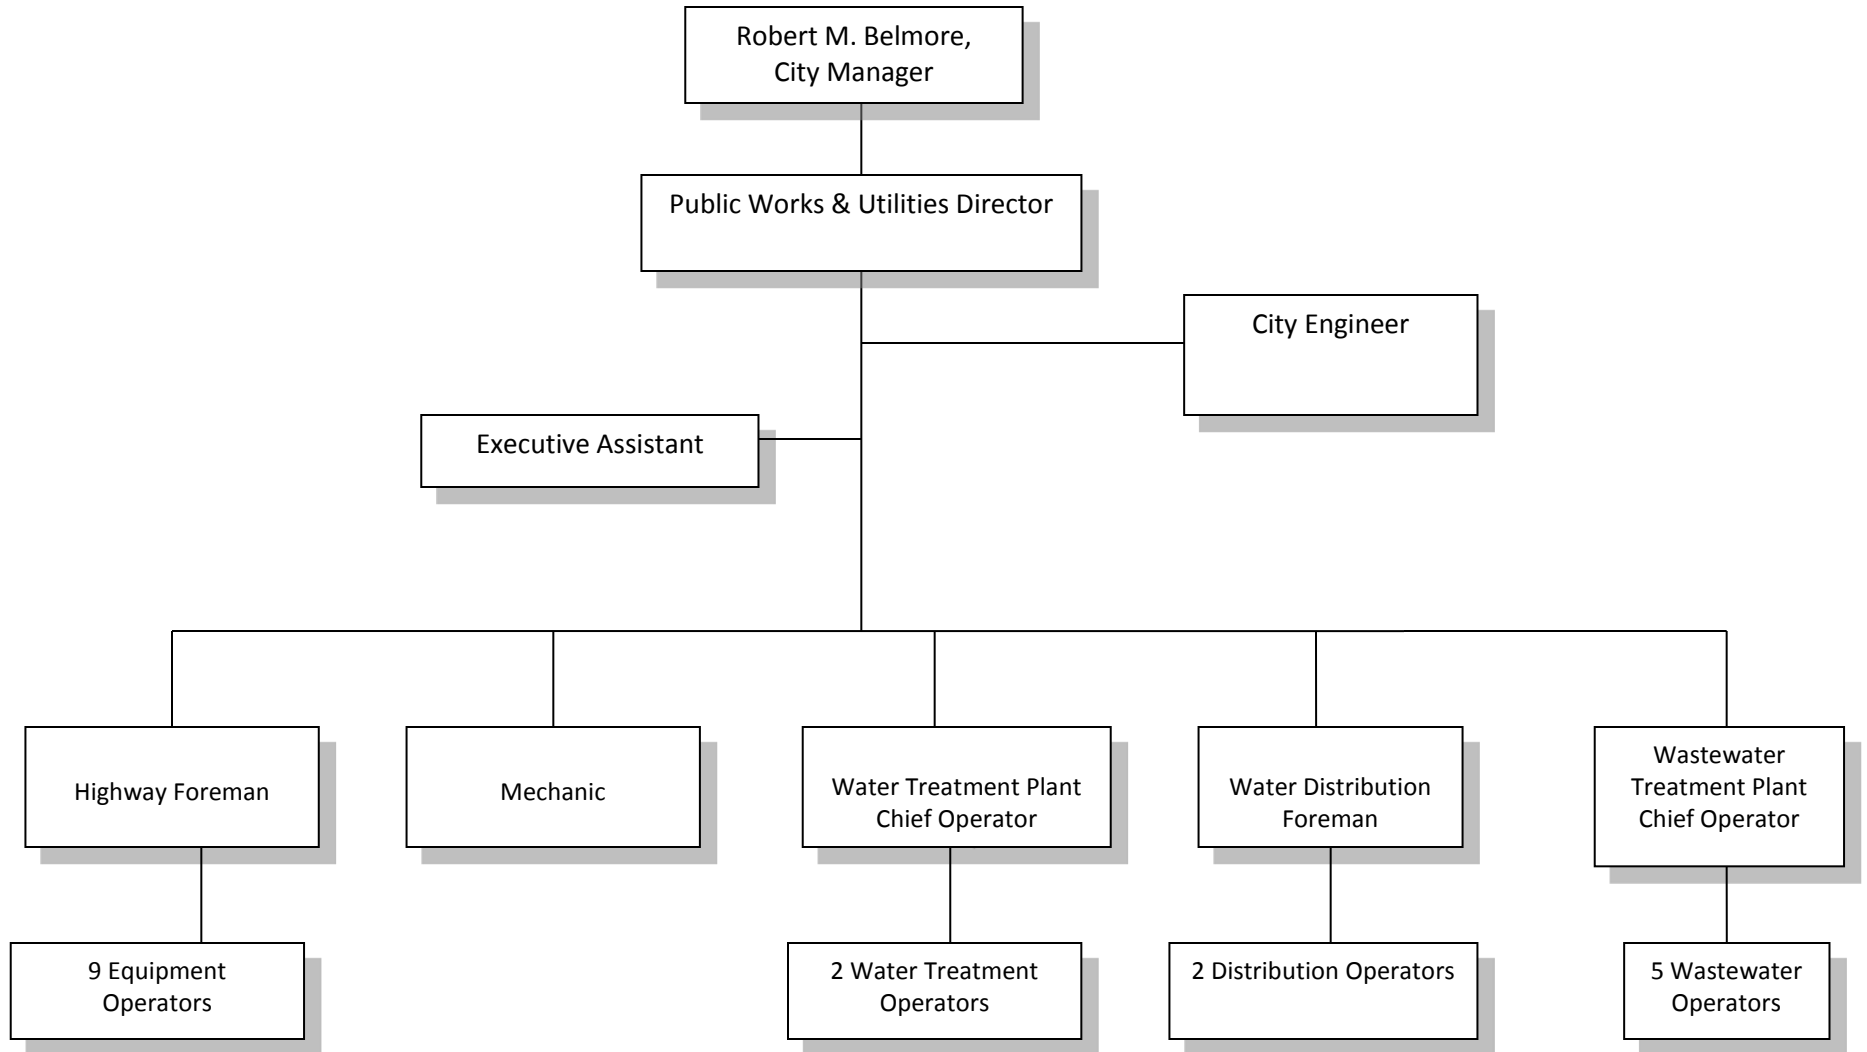 Robert M. Belmore,
City Manager
Public Works & Utilities Director
City Engineer
Executive Assistant
Highway Foreman
Mechanic
Water Treatment Plant
Chief Operator
Water Distribution
Foreman
Wastewater
Treatment Plant
Chief Operator
9 Equipment
Operators
2 Water Treatment
Operators
2 Distribution Operators
5 Wastewater
Operators